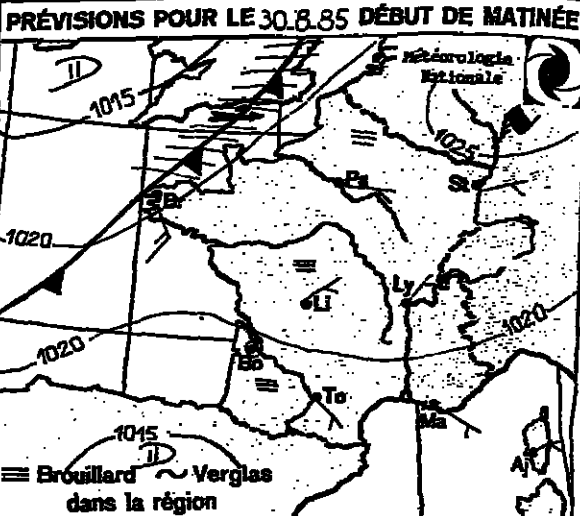 PRÉVISIONS POUR LE 30.8.85 DÉBUT DE MATINÉE
Météorologie
Nationale
1015
1025
Pa
St
Br
1020
Li
Ly
1020
1020
Bo
To
Ma
1015
Aj
Brouillard
Verglas
dans la région